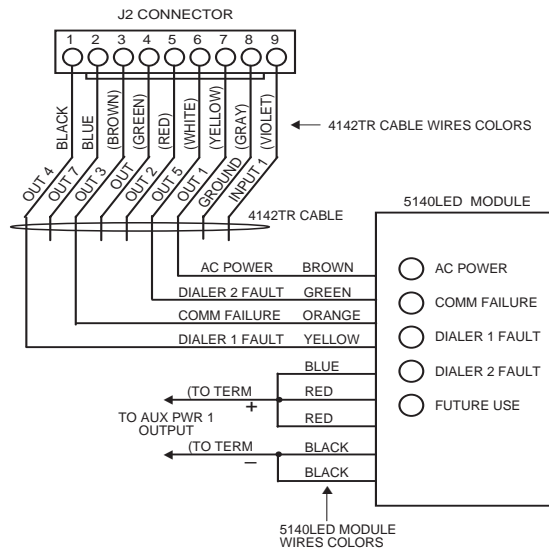 J2 CONNECTOR
1 2 3 4 5 6 7 8 9
BLACK
BLUE
(BROWN)
(GREEN)
(RED)
(WHITE)
(YELLOW)
(GRAY)
(VIOLET)
4142TR CABLE WIRES COLORS
OUT 4
OUT 7
OUT 3
OUT
OUT 2
OUT 5
OUT 1
GROUND
INPUT 1
4142TR CABLE
5140LED MODULE
AC POWER BROWN
DIALER 2 FAULT GREEN
COMM FAILURE ORANGE
DIALER 1 FAULT YELLOW
BLUE
(TO TERM RED
+
RED
TO AUX PWR 1
OUTPUT
(TO TERM BLACK
–
BLACK
AC POWER
COMM FAILURE
DIALER 1 FAULT
DIALER 2 FAULT
FUTURE USE
5140LED MODULE
WIRES COLORS